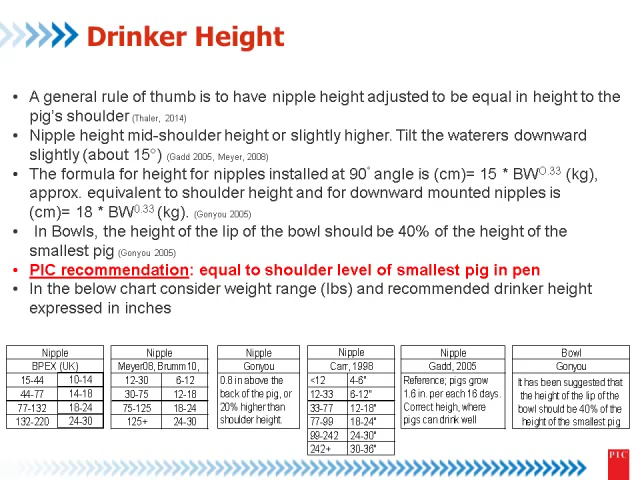 Drinker Height
• A general rule of thumb is to have nipple height adjusted to be equal in height to the
pig's shoulder (Thaler, 2014)
• Nipple height mid-shoulder height or slightly higher. Tilt the waterers downward
slightly (about 15°) (Gadd 2005, Meyer, 2008)
• The formula for height for nipples installed at 90° angle is (cm)= 15 * BW0.33 (kg),
approx. equivalent to shoulder height and for downward mounted nipples is
(cm)= 18 * BW0.33 (kg). (Gonyou 2005)
• In Bowls, the height of the lip of the bowl should be 40% of the height of the
smallest pig (Gonyou 2005)
• PIC recommendation: equal to shoulder level of smallest pig in pen
• In the below chart consider weight range (lbs) and recommended drinker height
expressed in inches
Nipple
BPEX (UK)
15-44 10-14
44-77 14-18
77-132 18-24
132-220 24-30
Nipple
Meyer08, Brumm10,
12-30 6-12
30-75 12-18
75-125 18-24
125+ 24-30
Nipple
Gonyou
0.8 in above the
back of the pig, or
20% higher than
shoulder height.
Nipple
Carr, 1998
<12 4-6"
12-33 6-12"
33-77 12-18"
77-99 18-24"
99-242 24-30"
242+ 30-36"
Nipple
Gadd, 2005
Reference; pigs grow
1.6 in. per each 16 days.
Correct heigh, where
pigs can drink well
Bowl
Gonyou
It has been suggested that
the height of the lip of the
bowl should be 40% of the
height of the smallest pig
PIC